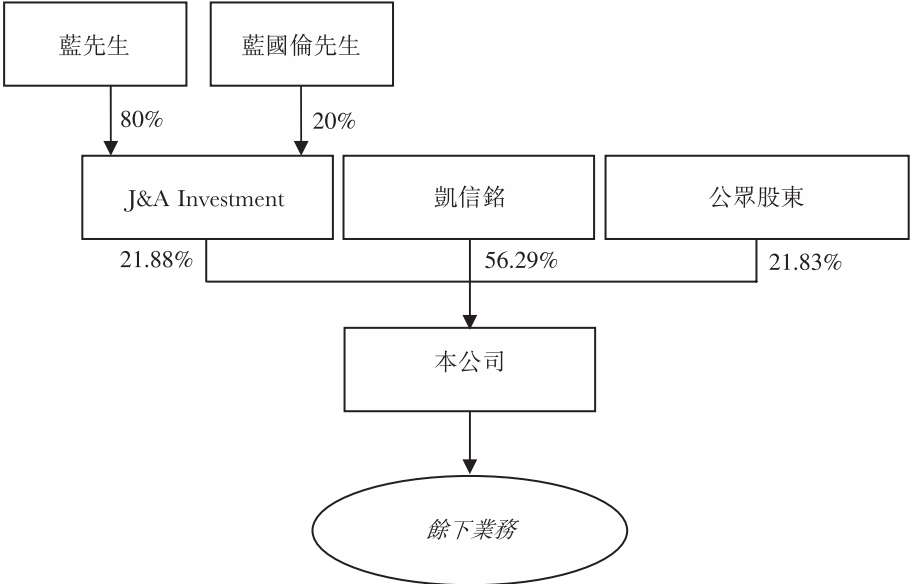 藍先生
藍國倫先生
80%
20%
J&A Investment
凱信銘
公眾股東
21.88%
56.29%
21.83%
本公司
餘下業務